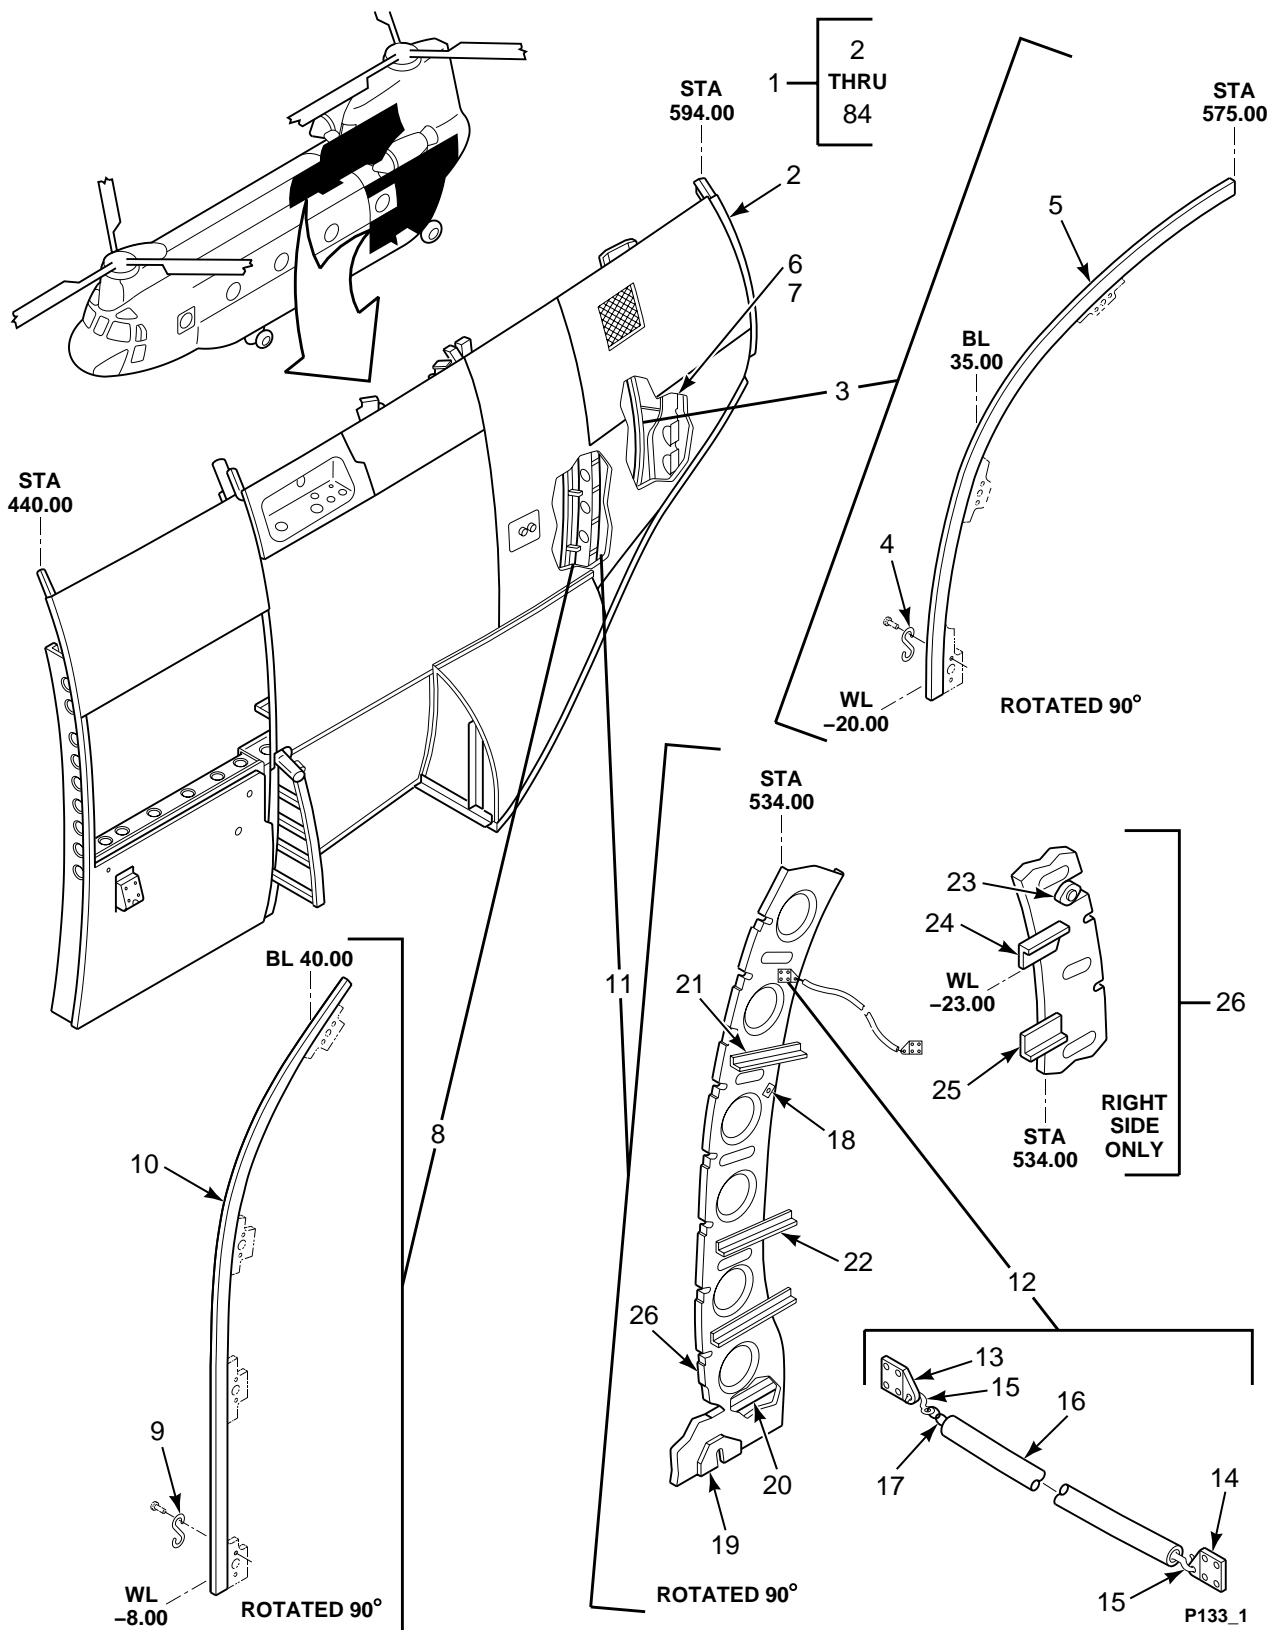 1
2
THRU
84
STA
594.00
2
STA
575.00
5
6
7
BL
35.00
3
STA
440.00
4
WL
–20.00
ROTATED 90°
STA
534.00
23
24
WL
–23.00
26
25
RIGHT
SIDE
ONLY
STA
534.00
BL 40.00
11
21
18
8
10
22
12
26
13
15
16
9
17
20
14
19
WL
–8.00
ROTATED 90°
ROTATED 90°
15
P133_1